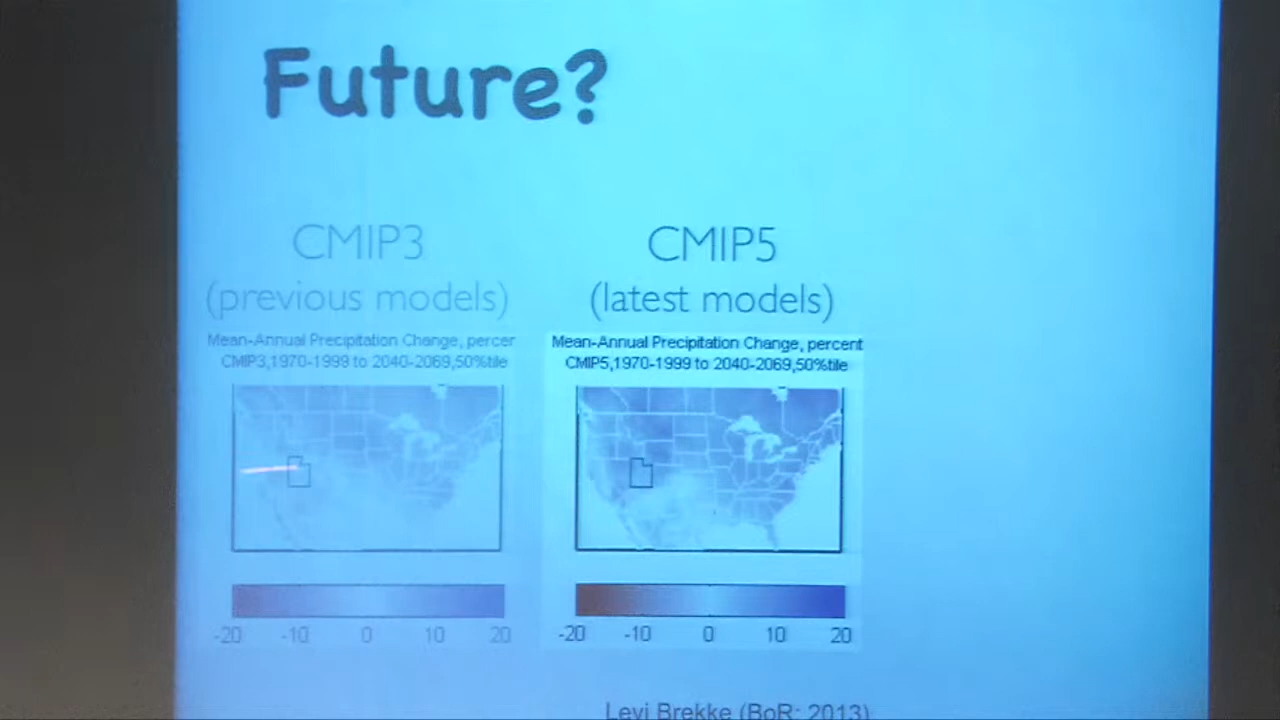 Future?
CMIP3
(previous models)
Mean-Annual Precipitation Change, percer
CMIP3,1970-1999 to 2040-2069,50%tile
-20 -10 0 10 20
CMIP5
(latest models)
Mean-Annual Precipitation Change, percent
CMIP5,1970-1999 to 2040-2069,50%tile
-20 -10 0 10 20
Levi Brekke (BoR; 2013)